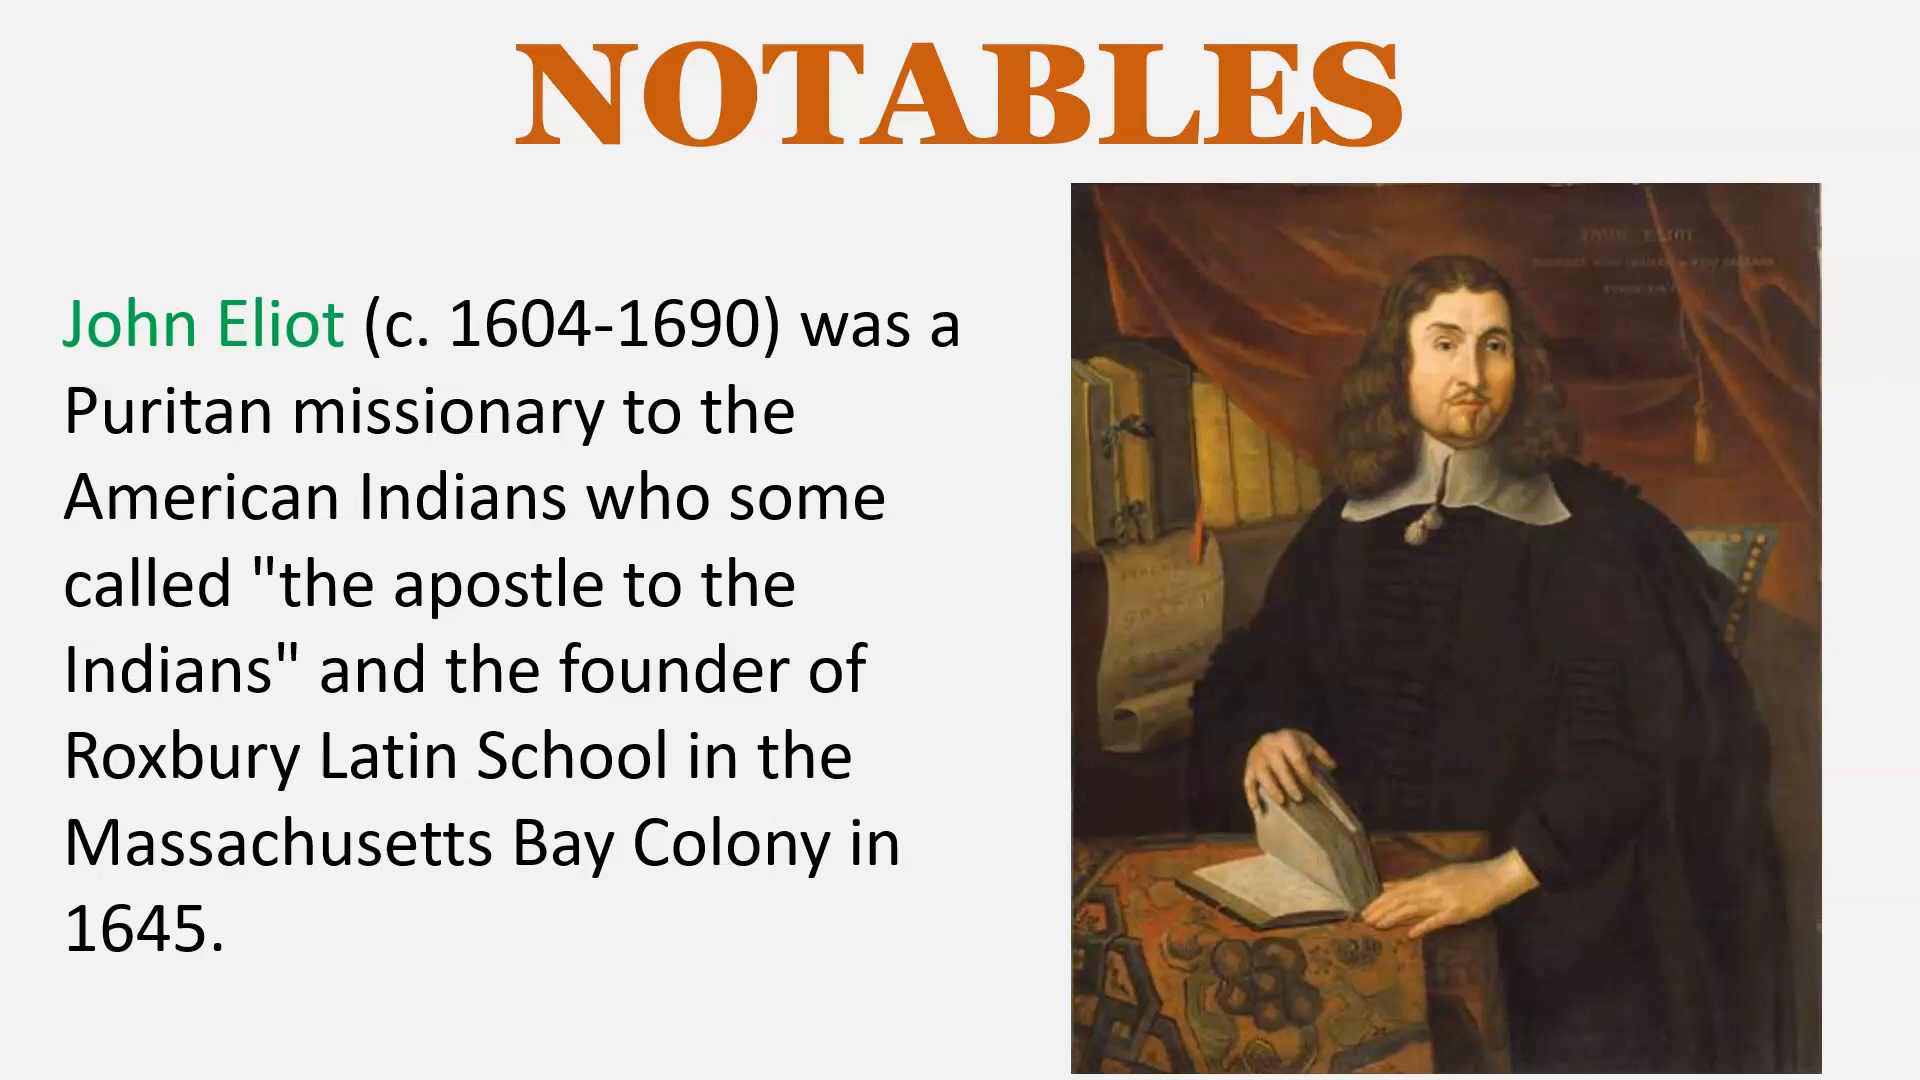 NOTABLES
John Eliot (c. 1604-1690) was a
Puritan missionary to the
American Indians who some
called "the apostle to the
Indians" and the founder of
Roxbury Latin School in the
Massachusetts Bay Colony in
1645.